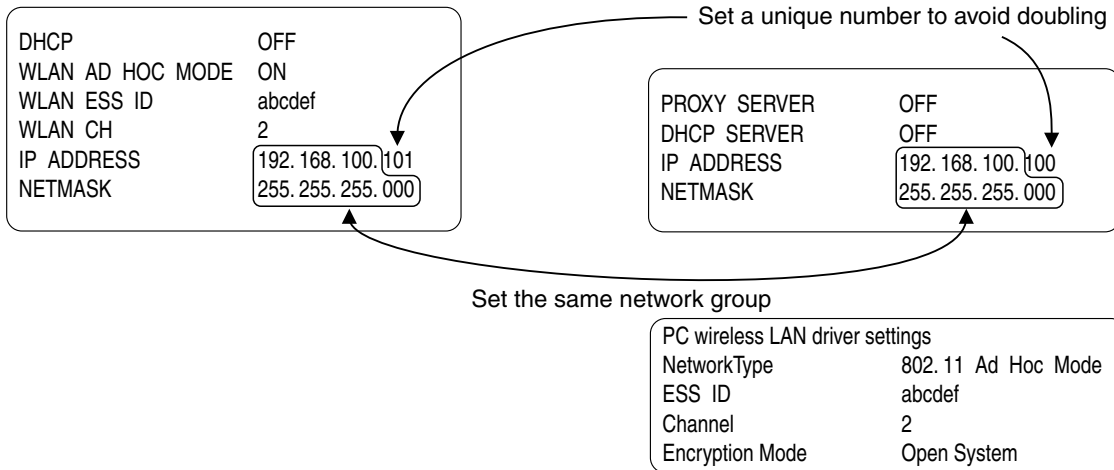 Set a unique number to avoid doubling
DHCP OFF
WLAN AD HOC MODE ON
WLAN ESS ID abcdef
WLAN CH 2
IP ADDRESS 192. 168. 100. 101
NETMASK 255. 255. 255. 000
PROXY SERVER OFF
DHCP SERVER OFF
IP ADDRESS 192. 168. 100. 100
NETMASK 255. 255. 255. 000
Set the same network group
PC wireless LAN driver settings
NetworkType 802. 11 Ad Hoc Mode
ESS ID abcdef
Channel 2
Encryption Mode Open System